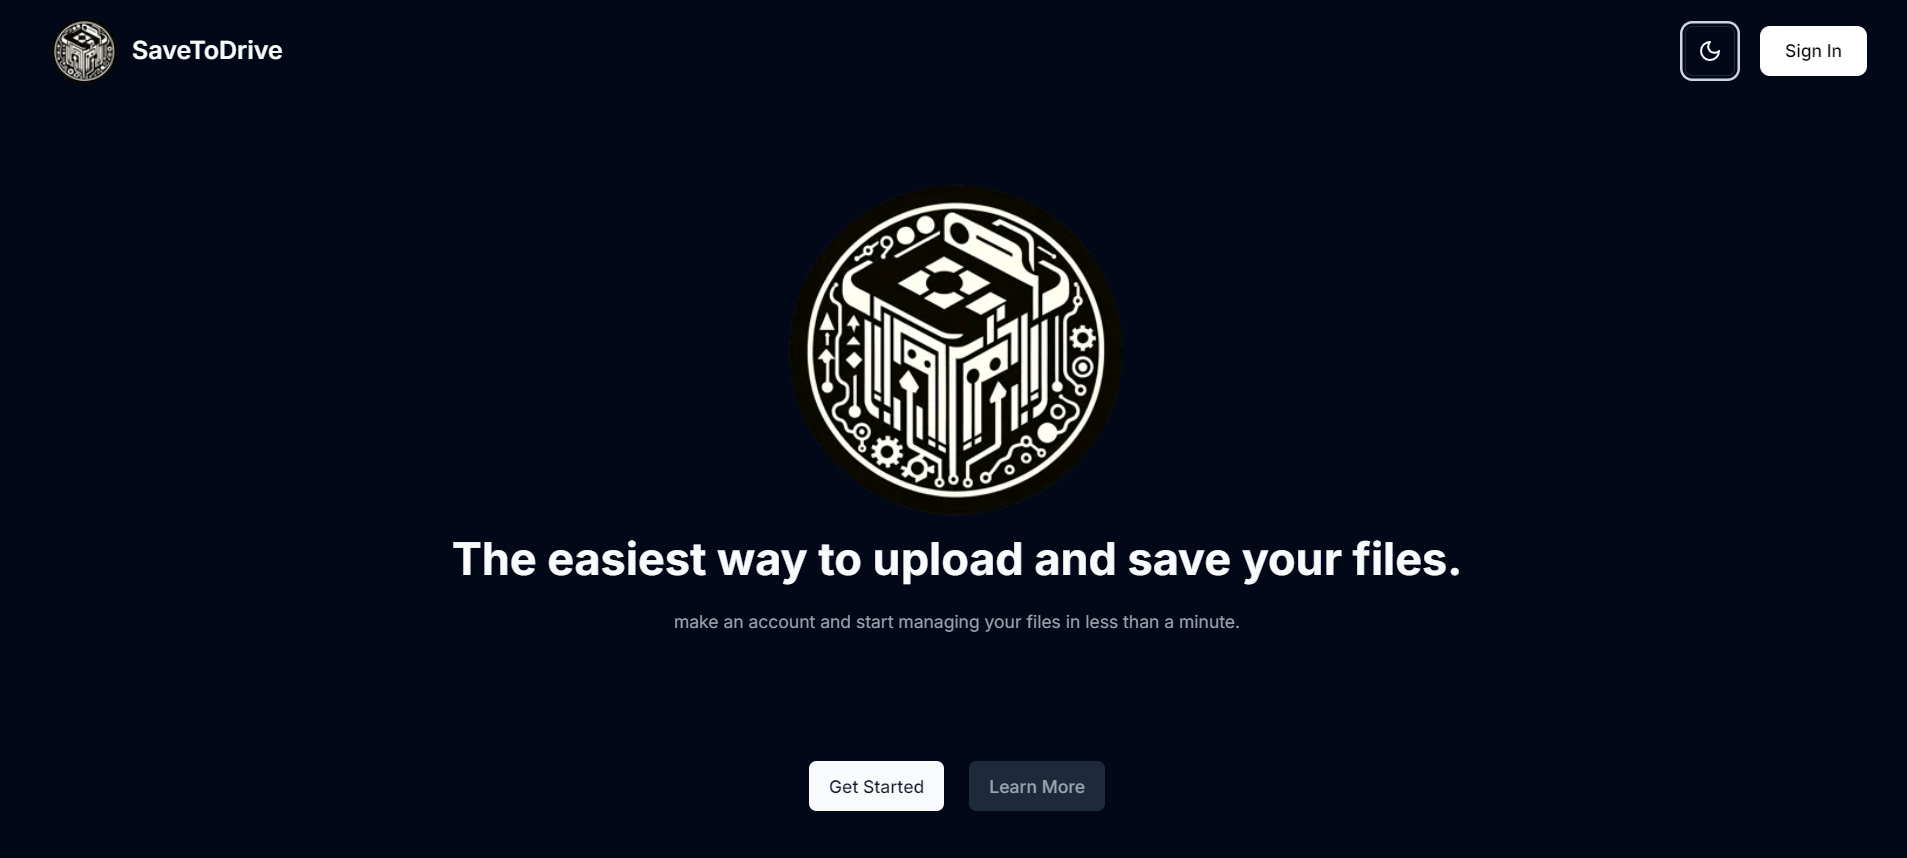 SaveToDrive
Sign In
The easiest way to upload and save your files.
make an account and start managing your files in less than a minute.
Get Started
Learn More